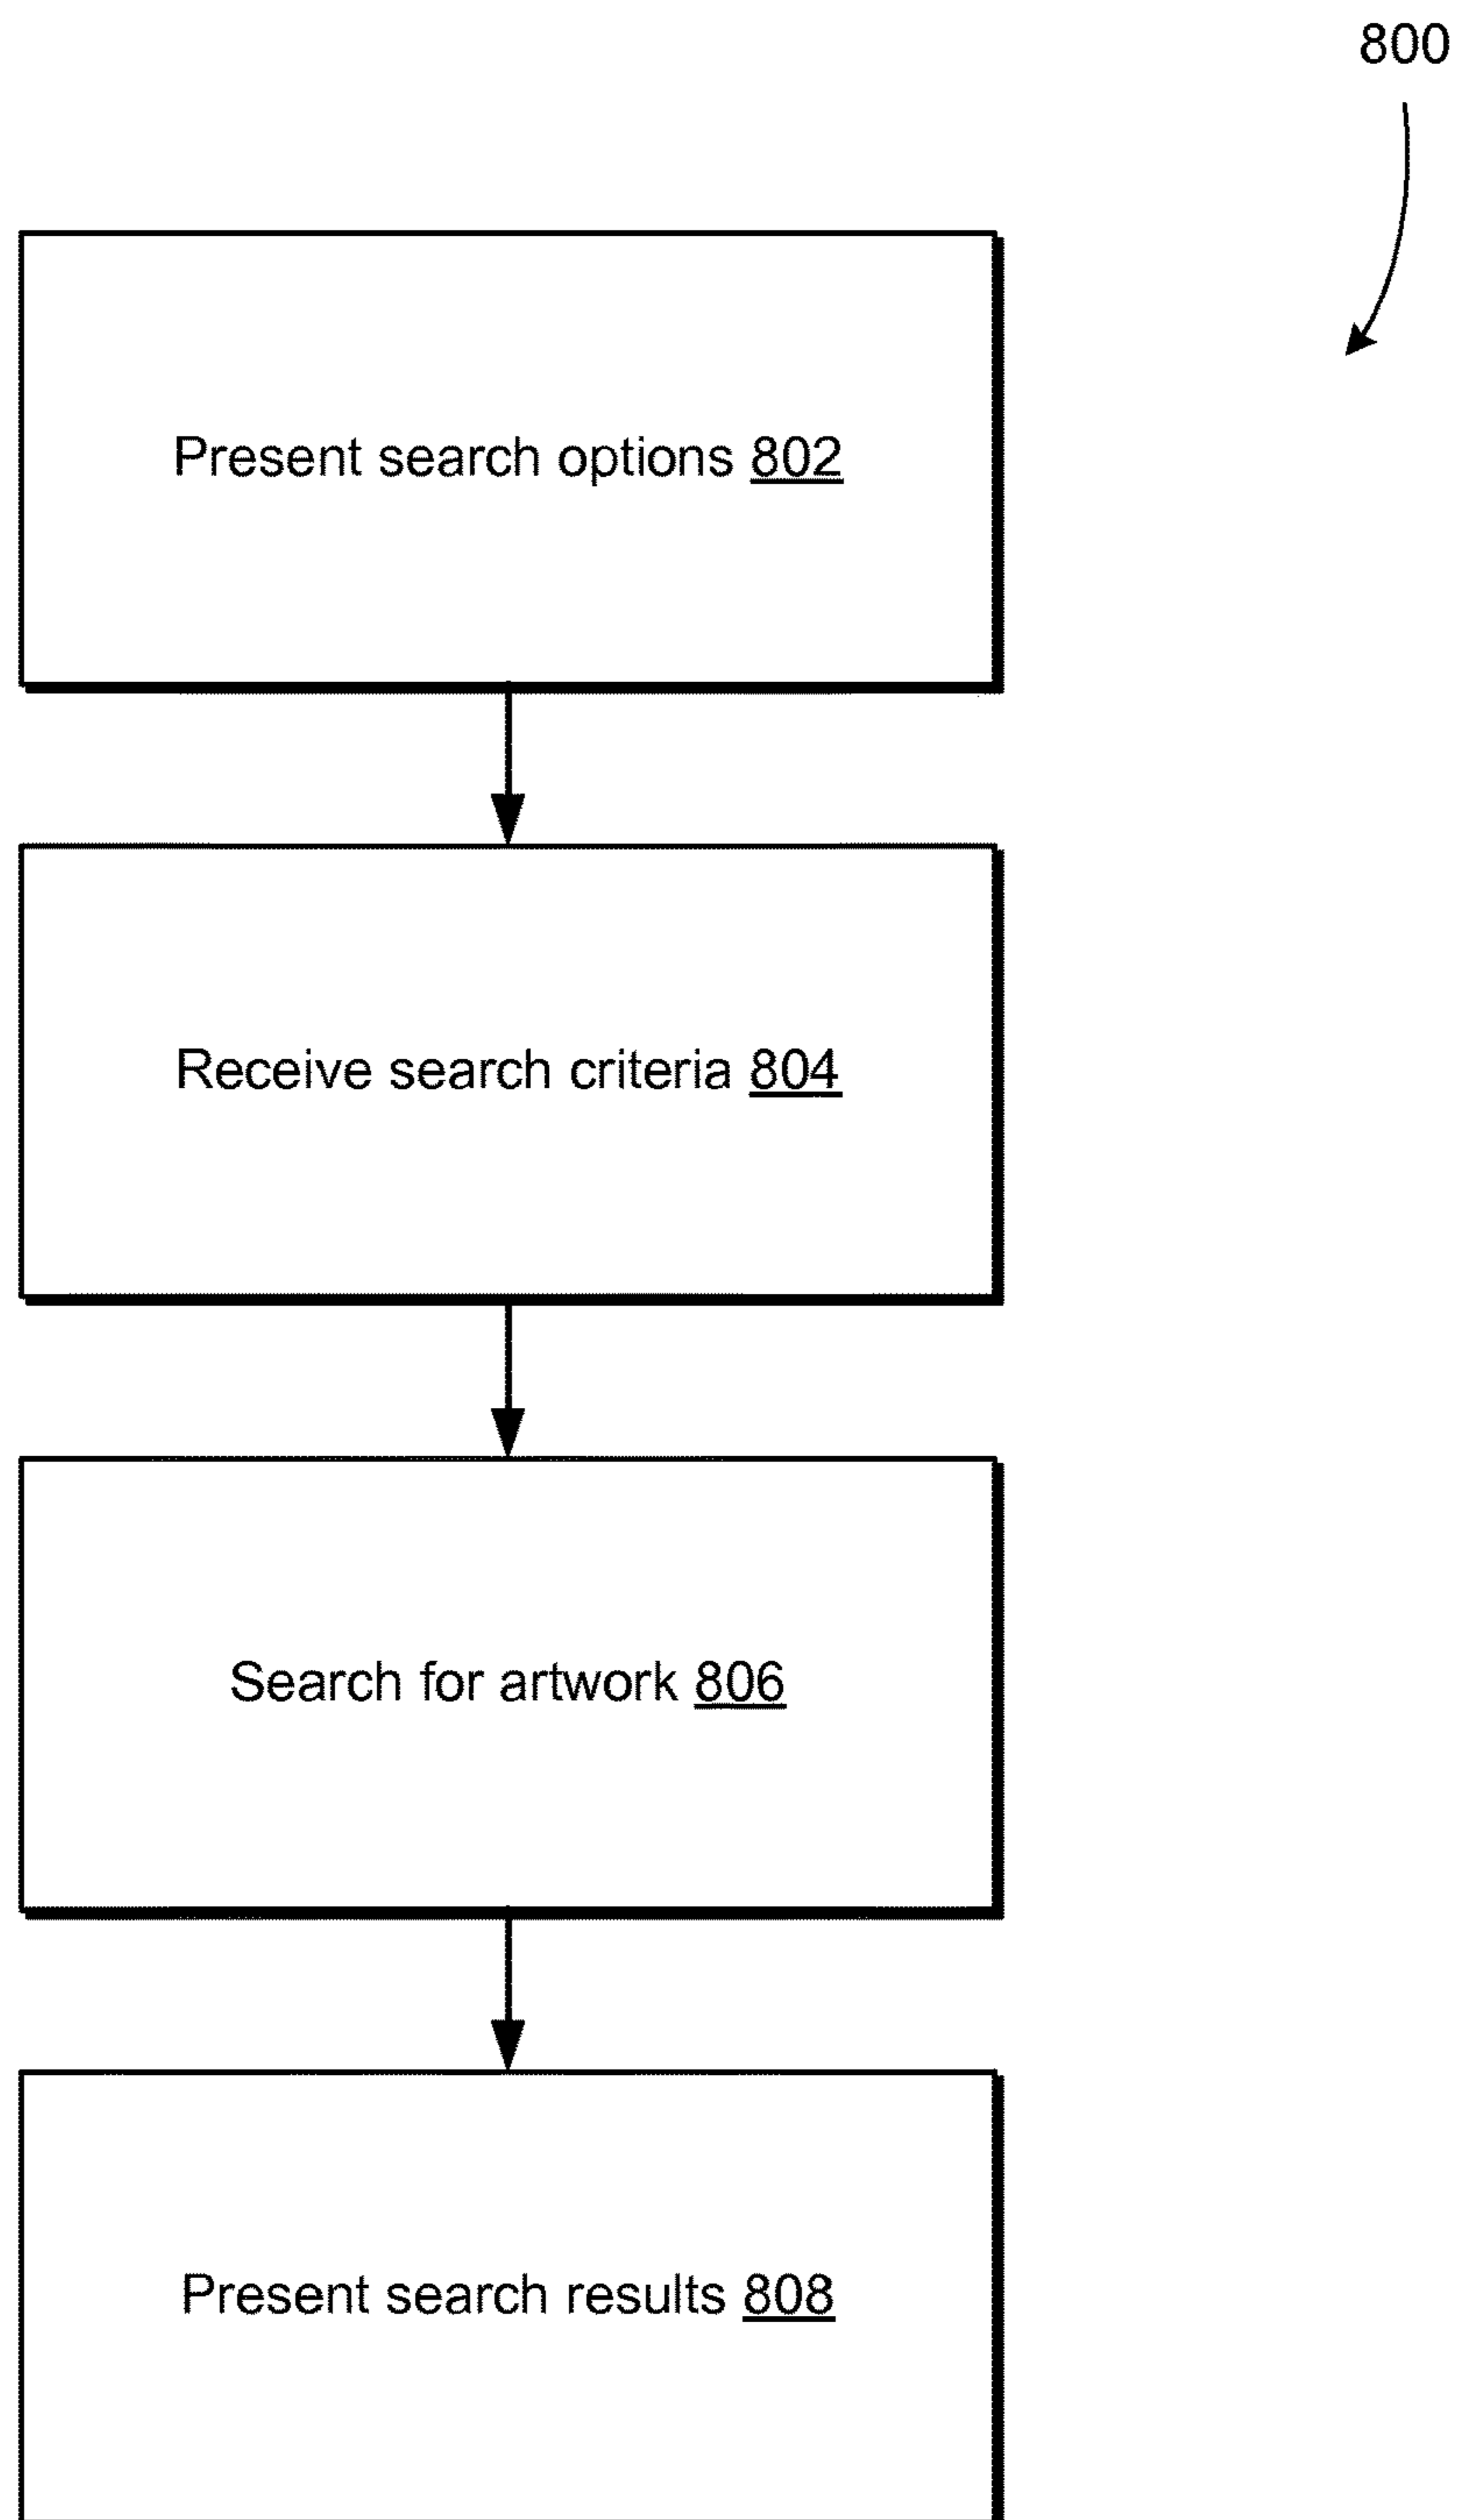 800
Present search options 802
Receive search criteria 804
Search for artwork 806
Present search results 808